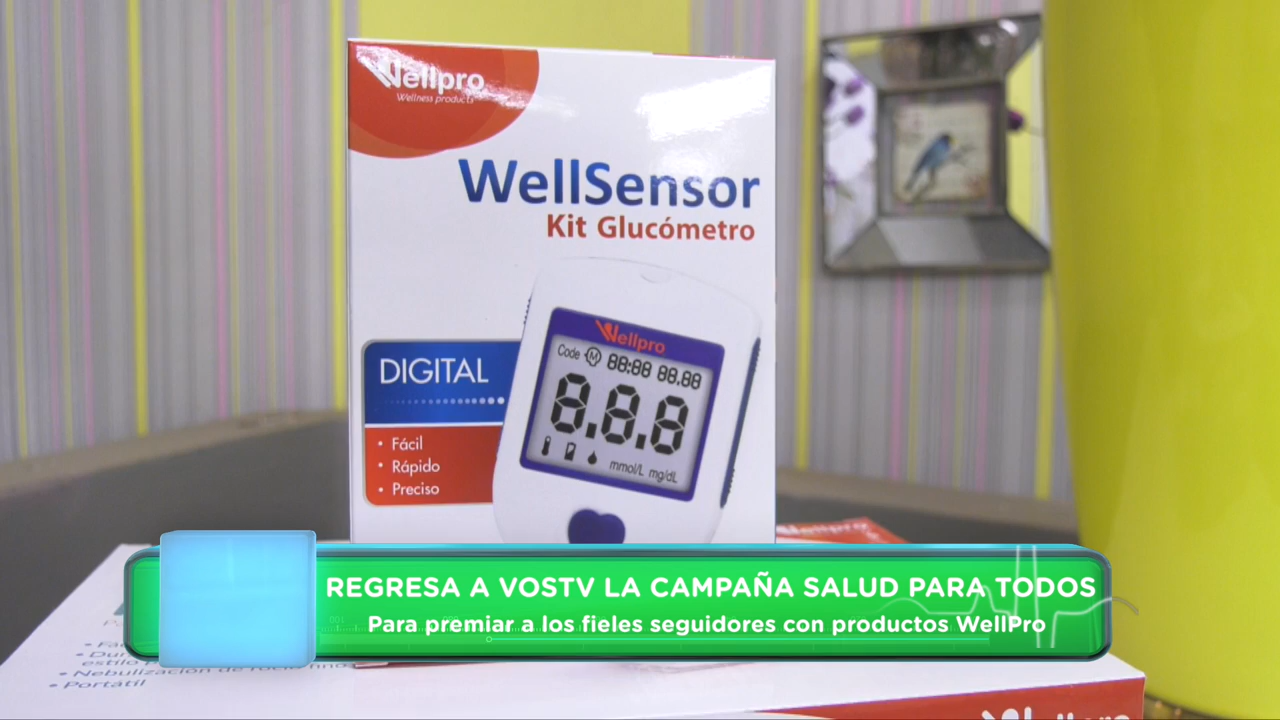 Wellpro
Wellness products
WellSensor
Kit Glucómetro
Wellpro
Code M 88:88 88.88
8.8.8
mmol/L mg/dL
DIGITAL
• Fácil
• Rápido
• Preciso
Wellpro
REGRESA A VOSTV LA CAMPAÑA SALUD PARA TODOS
Para premiar a los fieles seguidores con productos WellPro
estilo
• Nebulización de
• Portátil